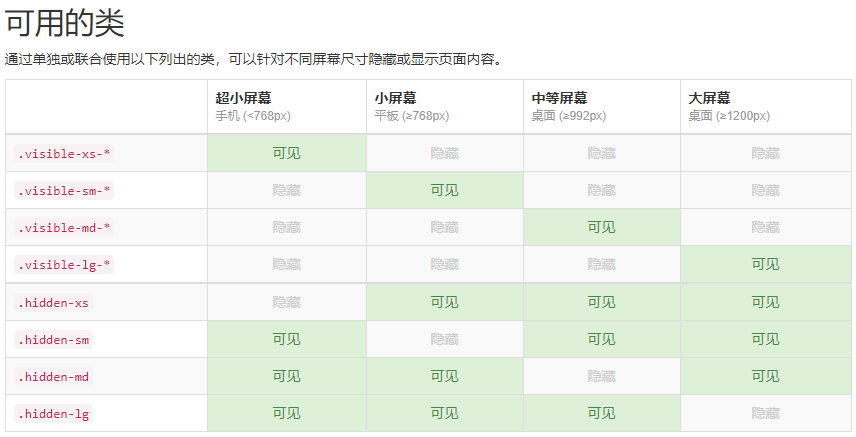 可用的类
通过单独或联合使用以下列出的类，可以针对不同屏幕尺寸隐藏或显示页面内容。
超小屏幕 小屏幕 中等屏幕 大屏幕
手机 (<768px) 平板 (≥768px) 桌面 (≥992px) 桌面 (≥1200px)
.visible-xs-* 可见 隐藏 隐藏 隐藏
.visible-sm-* 隐藏 可见 隐藏 隐藏
.visible-md-* 隐藏 隐藏 可见 隐藏
.visible-lg-* 隐藏 隐藏 隐藏 可见
.hidden-xs 隐藏 可见 可见 可见
.hidden-sm 可见 隐藏 可见 可见
.hidden-md 可见 可见 隐藏 可见
.hidden-lg 可见 可见 可见 隐藏